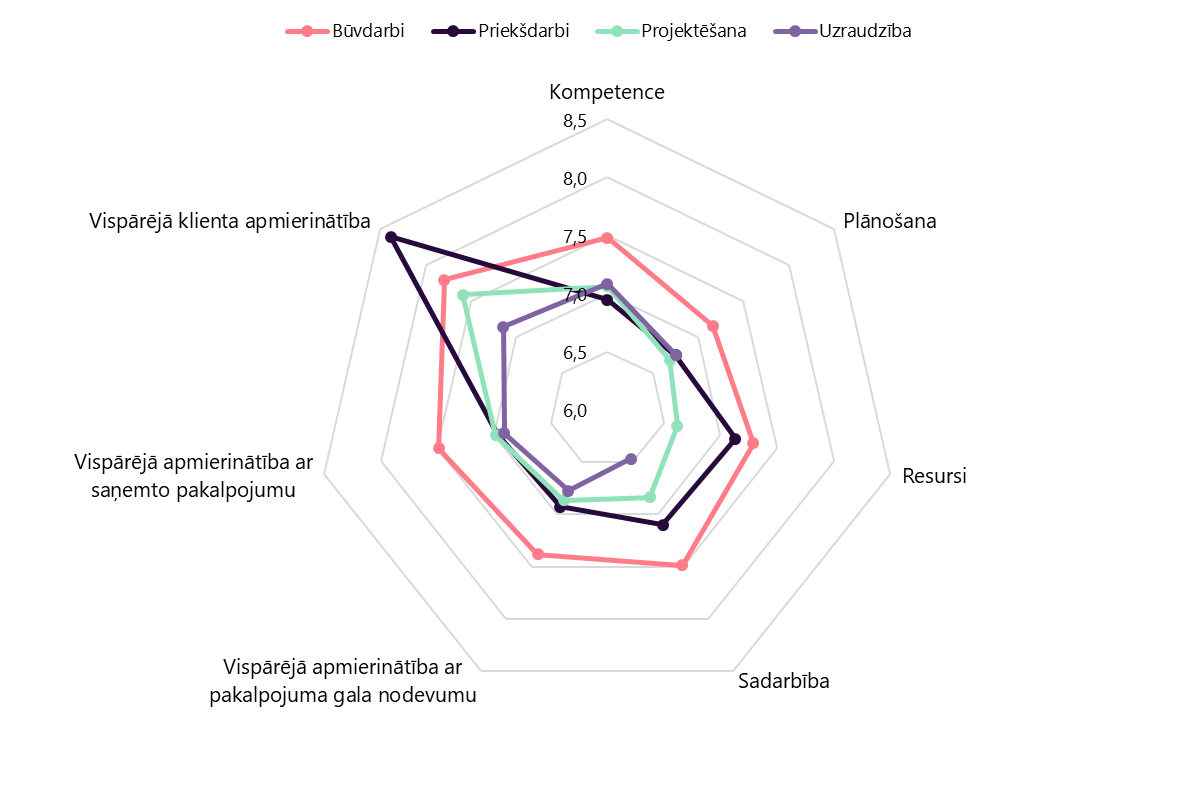 Būvdarbi Priekšdarbi Projektēšana Uzraudzība
Kompetence
8,5
8,0
7,5
7,0
6,5
6,0
Plānošana
Resursi
Sadarbība
Vispārējā apmierinātība ar
pakalpojuma gala nodevumu
Vispārējā apmierinātība ar
saņemto pakalpojumu
Vispārējā klienta apmierinātība